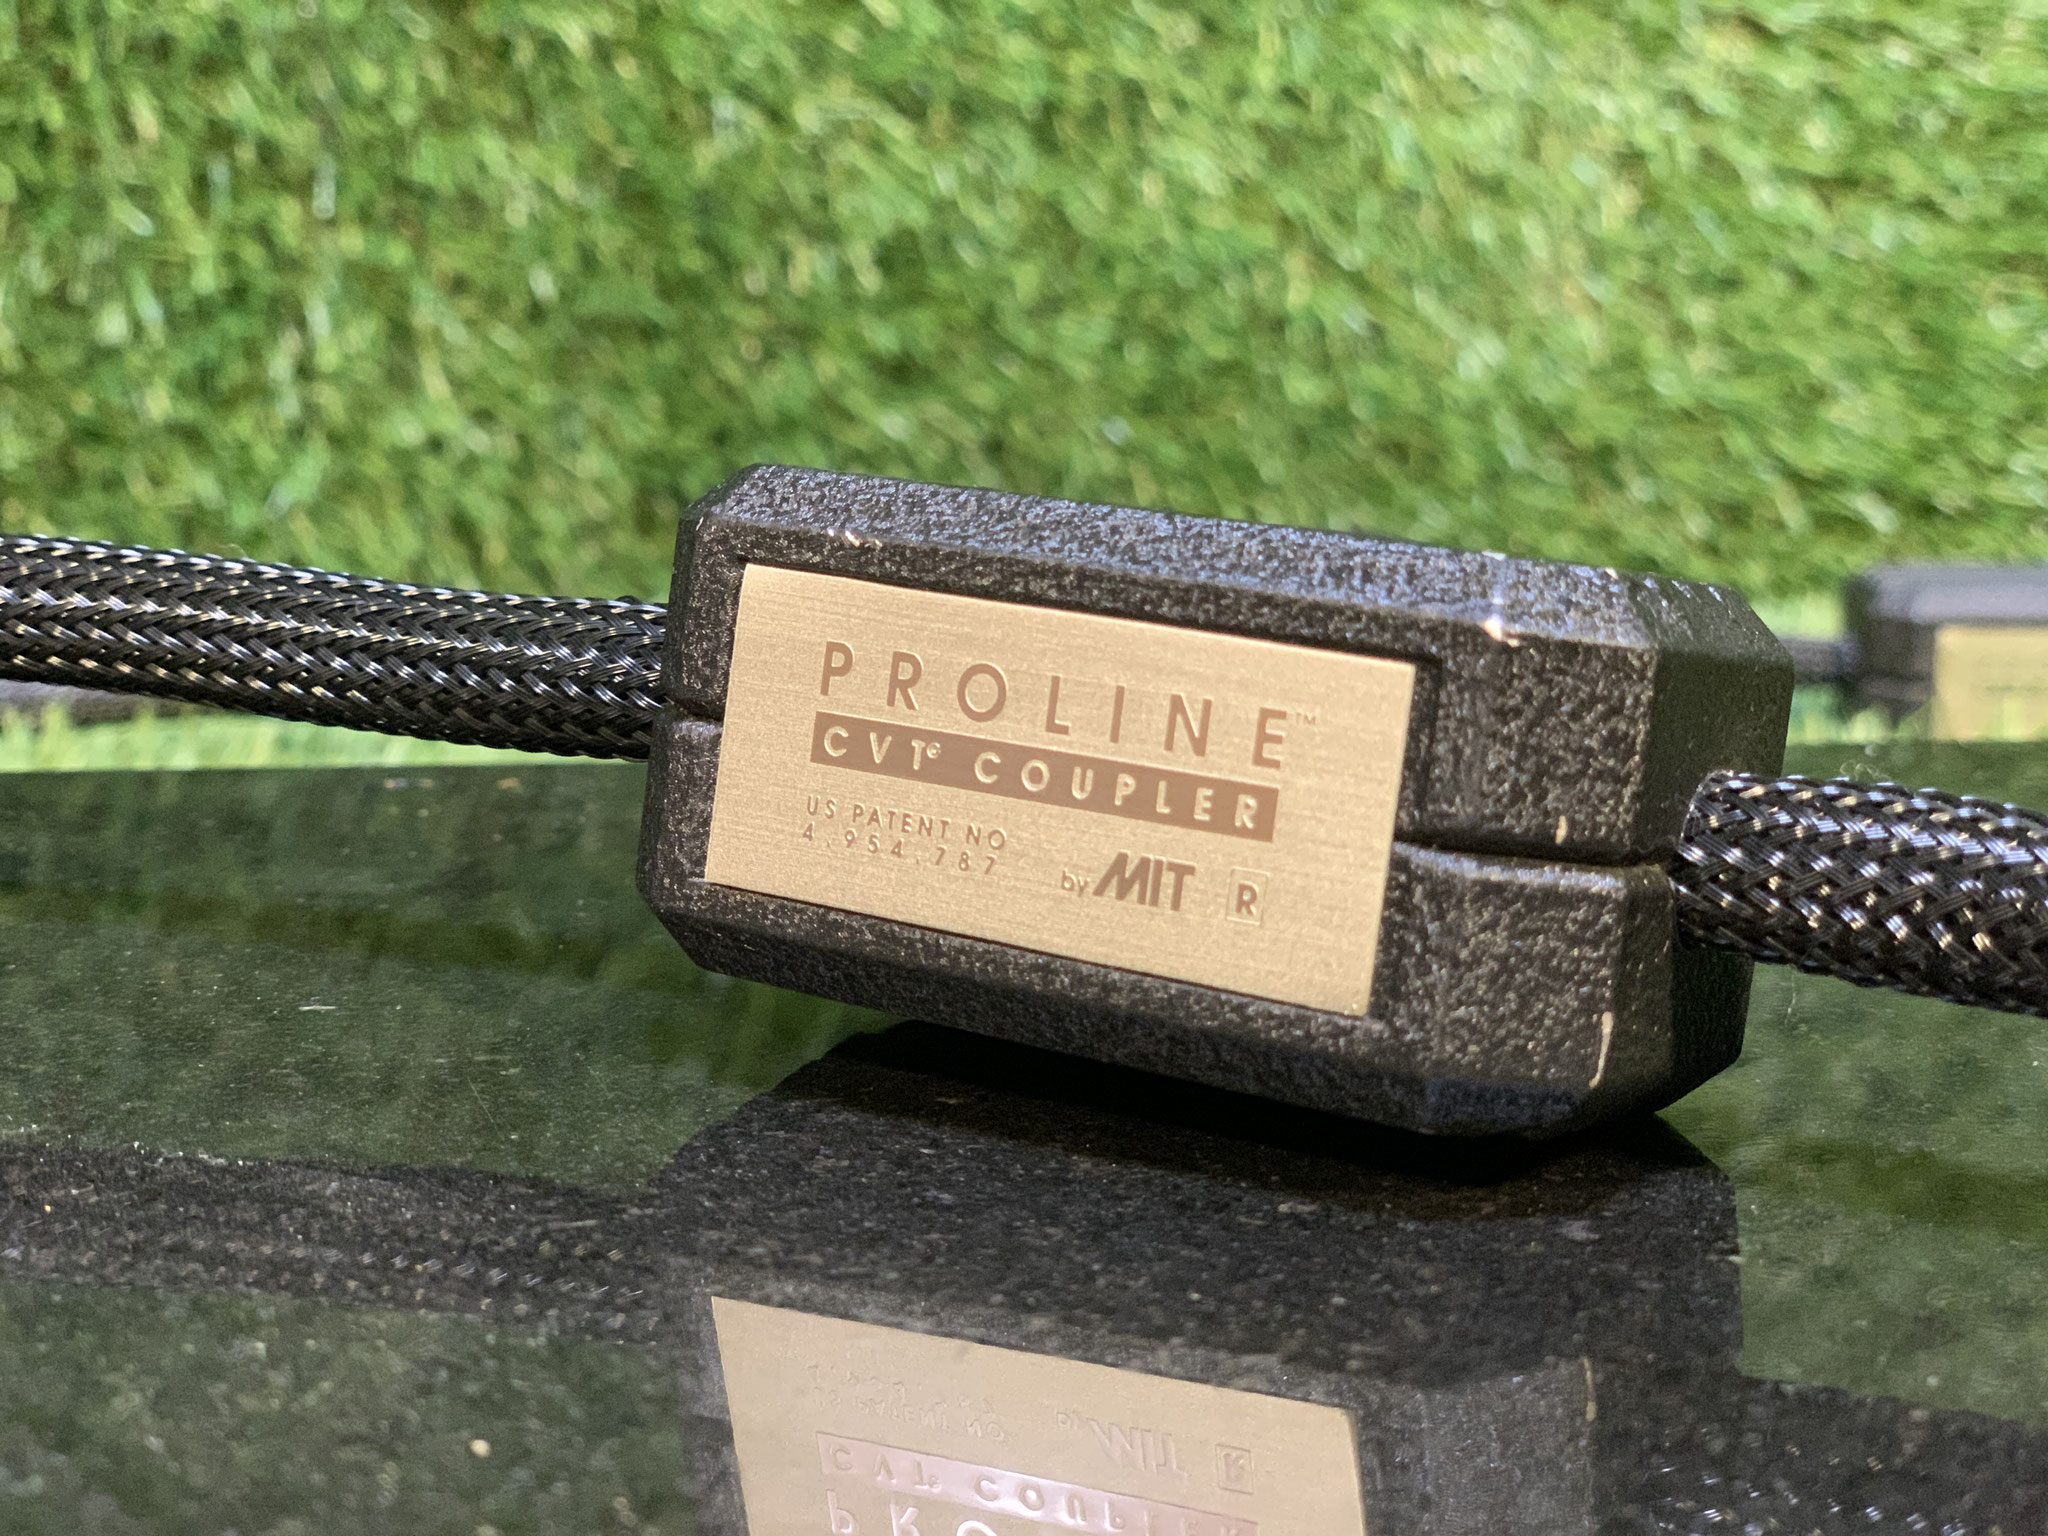 PROLINE™
CVT© COUPLER
US PATENT NO
4,954,787
by MIT R